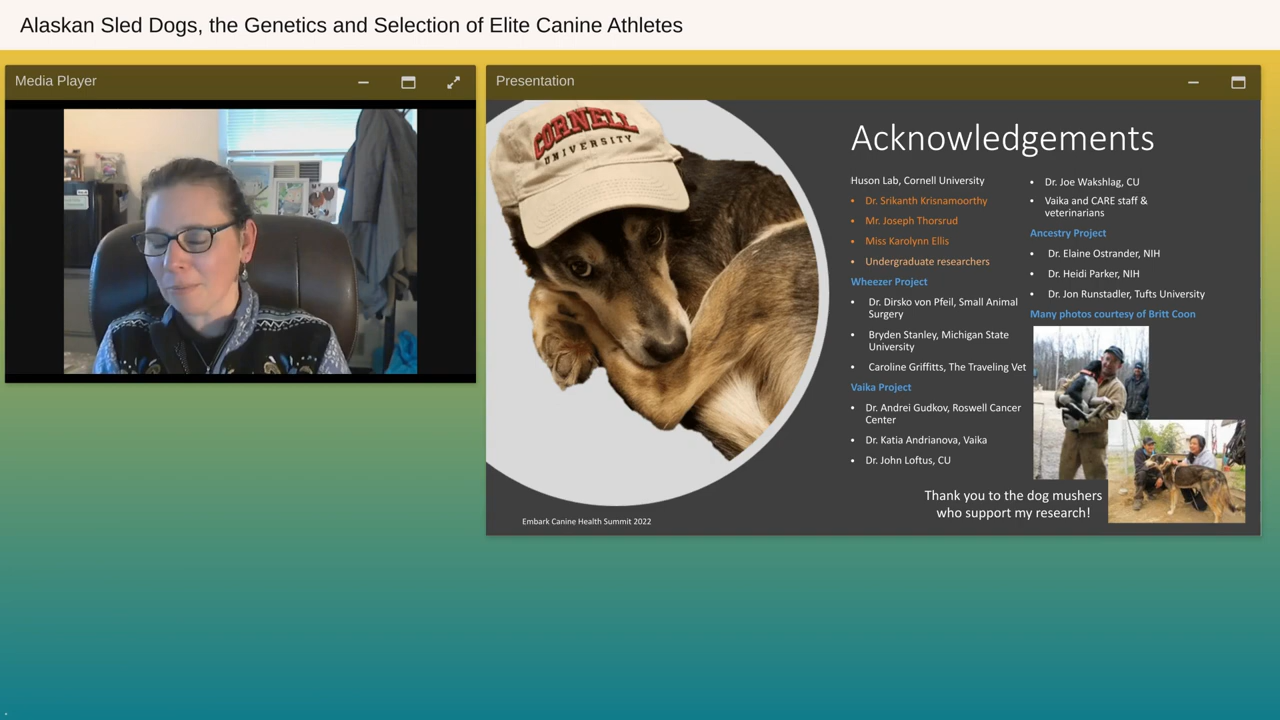 Alaskan Sled Dogs, the Genetics and Selection of Elite Canine Athletes
Media Player
Presentation
CORNELL
UNIVERSITY
Acknowledgements
Huson Lab, Cornell University
• Dr. Srikanth Krisnamoorthy
• Mr. Joseph Thorsrud
• Miss Karolynn Ellis
• Undergraduate researchers
Wheezer Project
• Dr. Dirsko von Pfeil, Small Animal
Surgery
• Bryden Stanley, Michigan State
University
• Caroline Griffitts, The Traveling Vet
Vaika Project
• Dr. Andrei Gudkov, Roswell Cancer
Center
• Dr. Katia Andrianova, Vaika
• Dr. John Loftus, CU
• Dr. Joe Wakshlag, CU
• Vaika and CARE staff &
veterinarians
Ancestry Project
• Dr. Elaine Ostrander, NIH
• Dr. Heidi Parker, NIH
• Dr. Jon Runstadler, Tufts University
Many photos courtesy of Britt Coon
Thank you to the dog mushers
who support my research!
Embark Canine Health Summit 2022